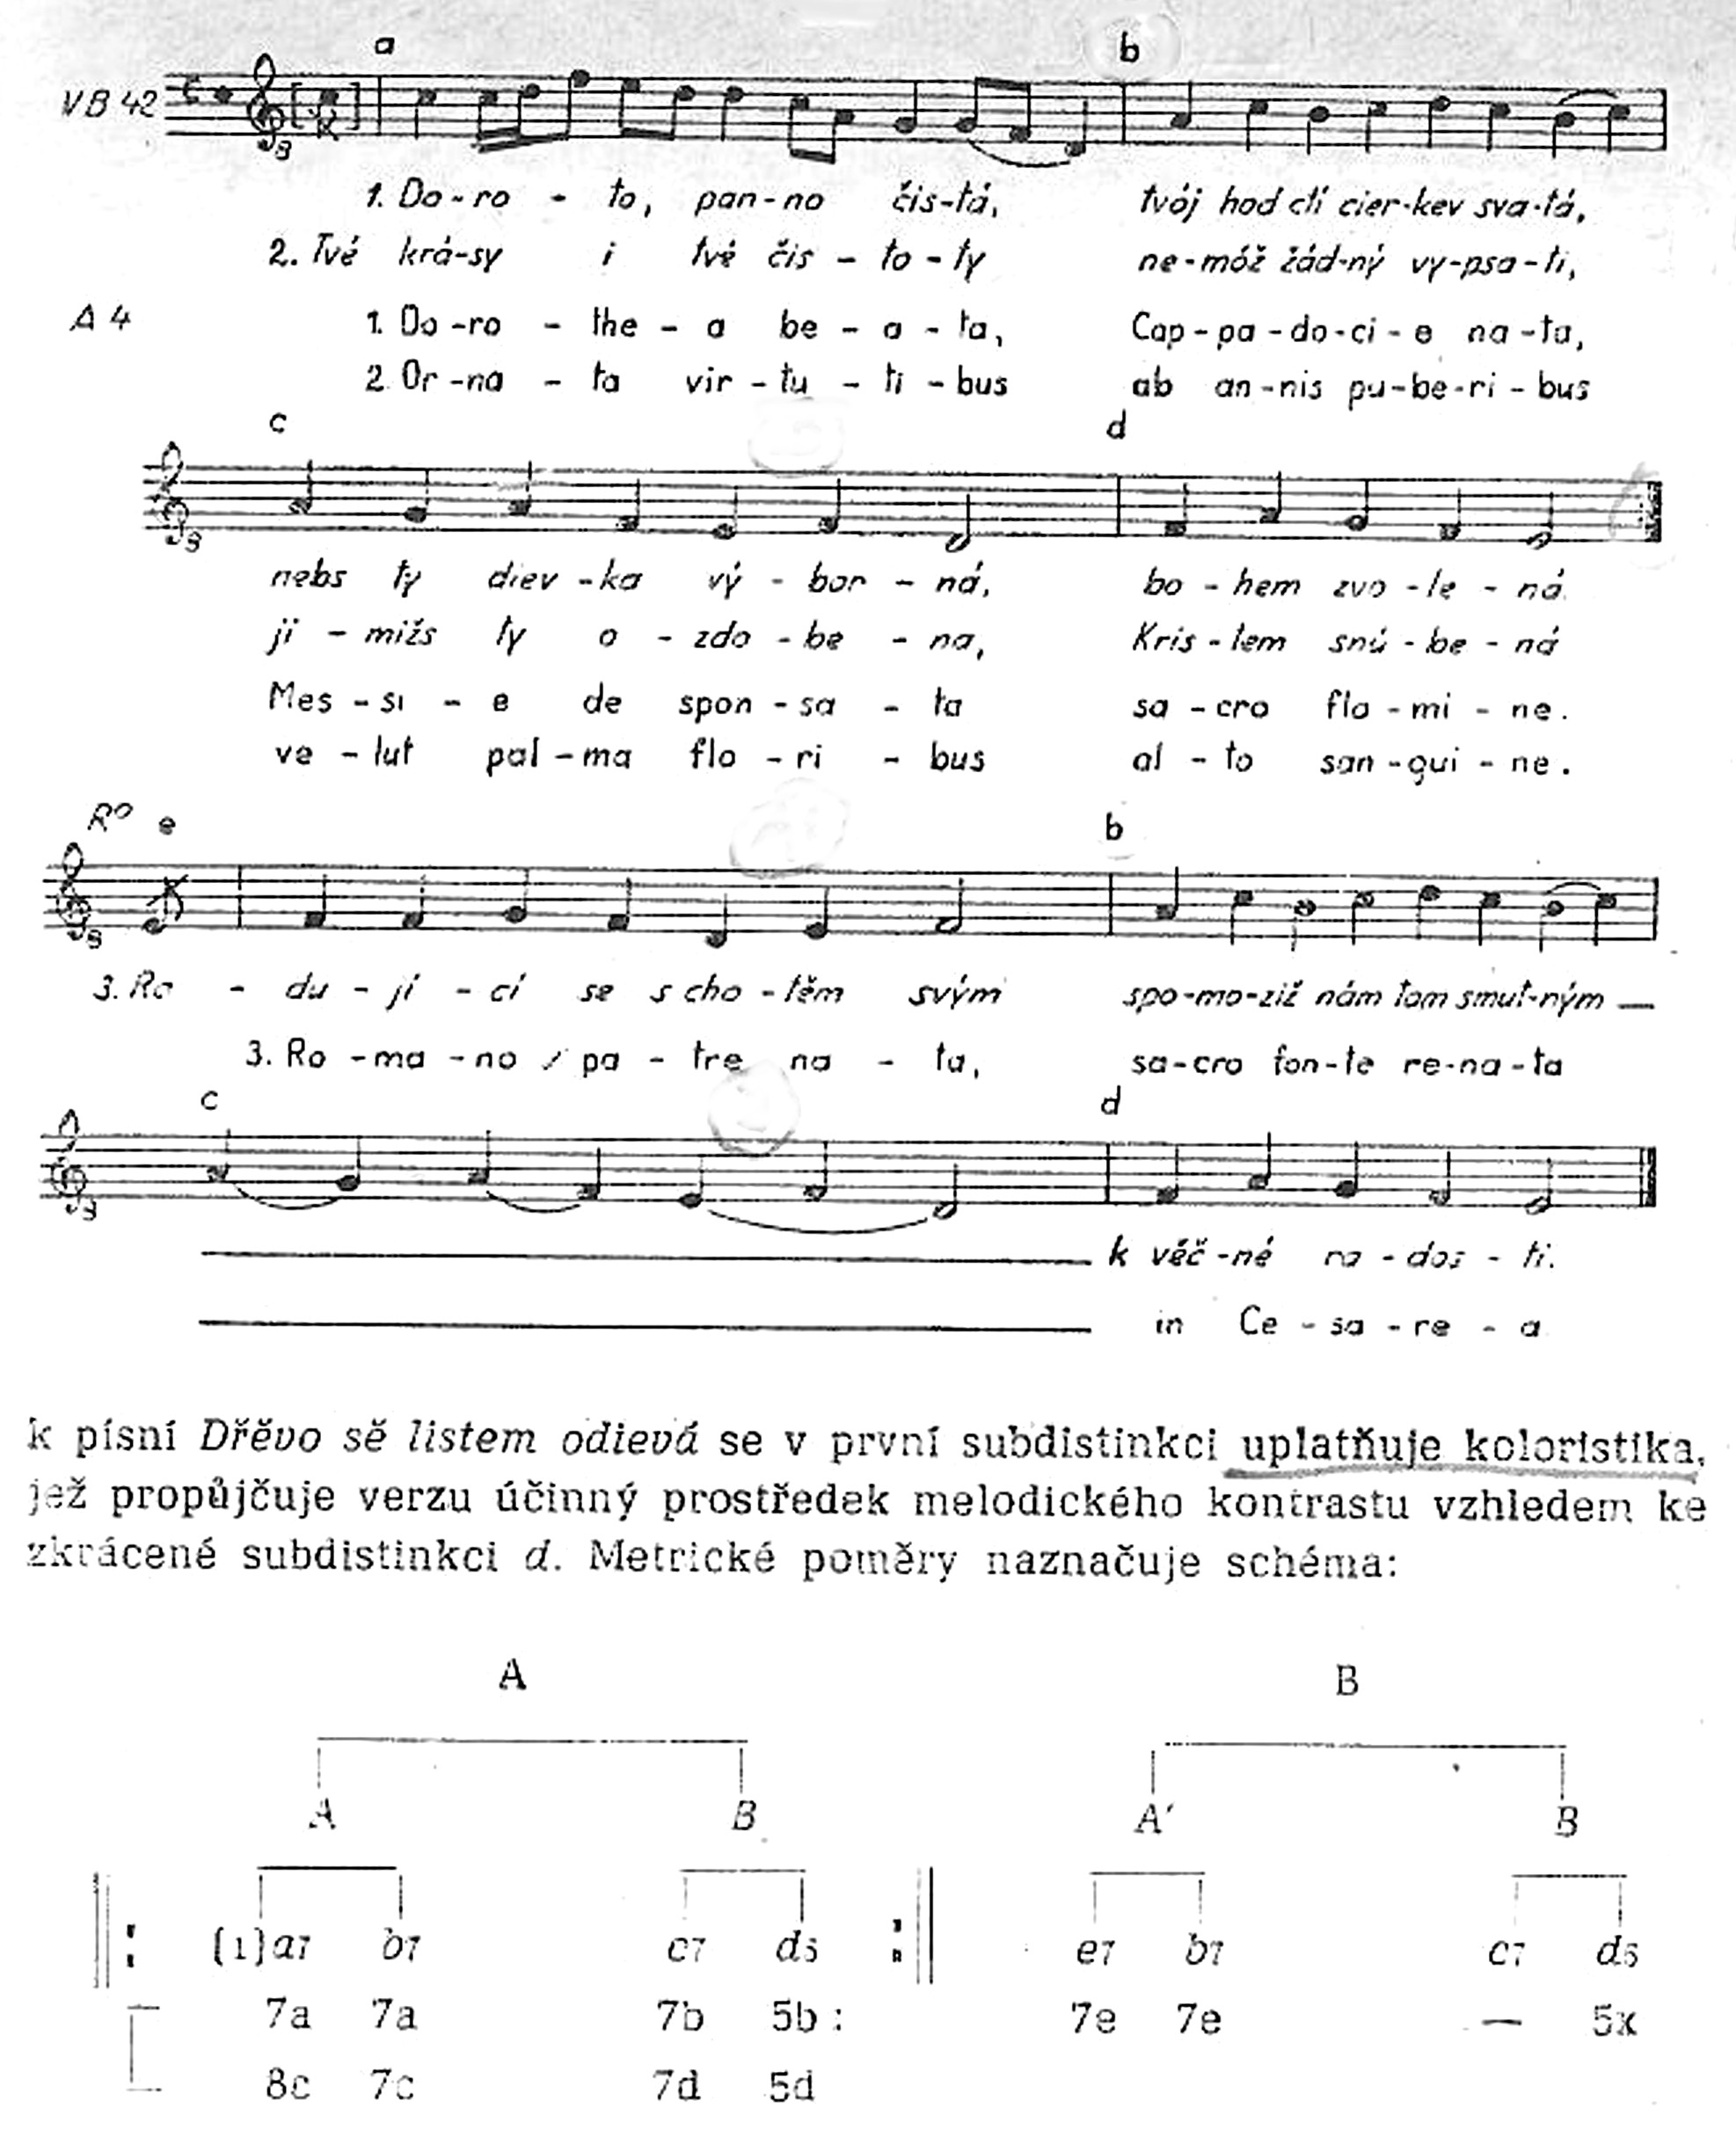 a b
VB 42
1. Do-ro - to, pan-no čis-tá, tvój hod ctí cier-kev sva-tá,
2. Tvé krá-sy i tvé čis - to - ty ne-móž žád-ný vy-psa-ti,
A 4 1. Do-ro - the - a be - a - ta, Cap-pa-do-ci-e na-ta,
2. Or-na - ta vir - tu - ti - bus ab an-nis pu-be-ri-bus
c d
nebs ty diev-ka vý - bor - ná, bo - hem zvo - le - ná.
ji - mižs ty o - zdo - be - na, Kris - tem snú - be - ná
Mes - si - e de spon - sa - ta sa - cro fla - mi - ne.
ve - lut pal - ma flo - ri - bus al - to san - gui - ne.
R° e b
3. Ra - du - jí - cí se s cho - těm svým spo-mo-ziž nám tam smut-ným —
3. Ro - ma - no / pa - tre na - ta, sa-cro fon-te re-na-ta
c d
k věč-né ra - dos - ti.
in Ce - sa - re - a
k písní Dřěvo sě listem odievá se v první subdistinkci uplatňuje koloristika,
jež propůjčuje verzu účinný prostředek melodického kontrastu vzhledem ke
zkrácené subdistinkci d. Metrické poměry naznačuje schéma:
A B
A B A′ B
(1)a7 b7 c7 d5 e7 b7 c7 d5
7a 7a 7b 5b : 7e 7e — 5x
8c 7c 7d 5d